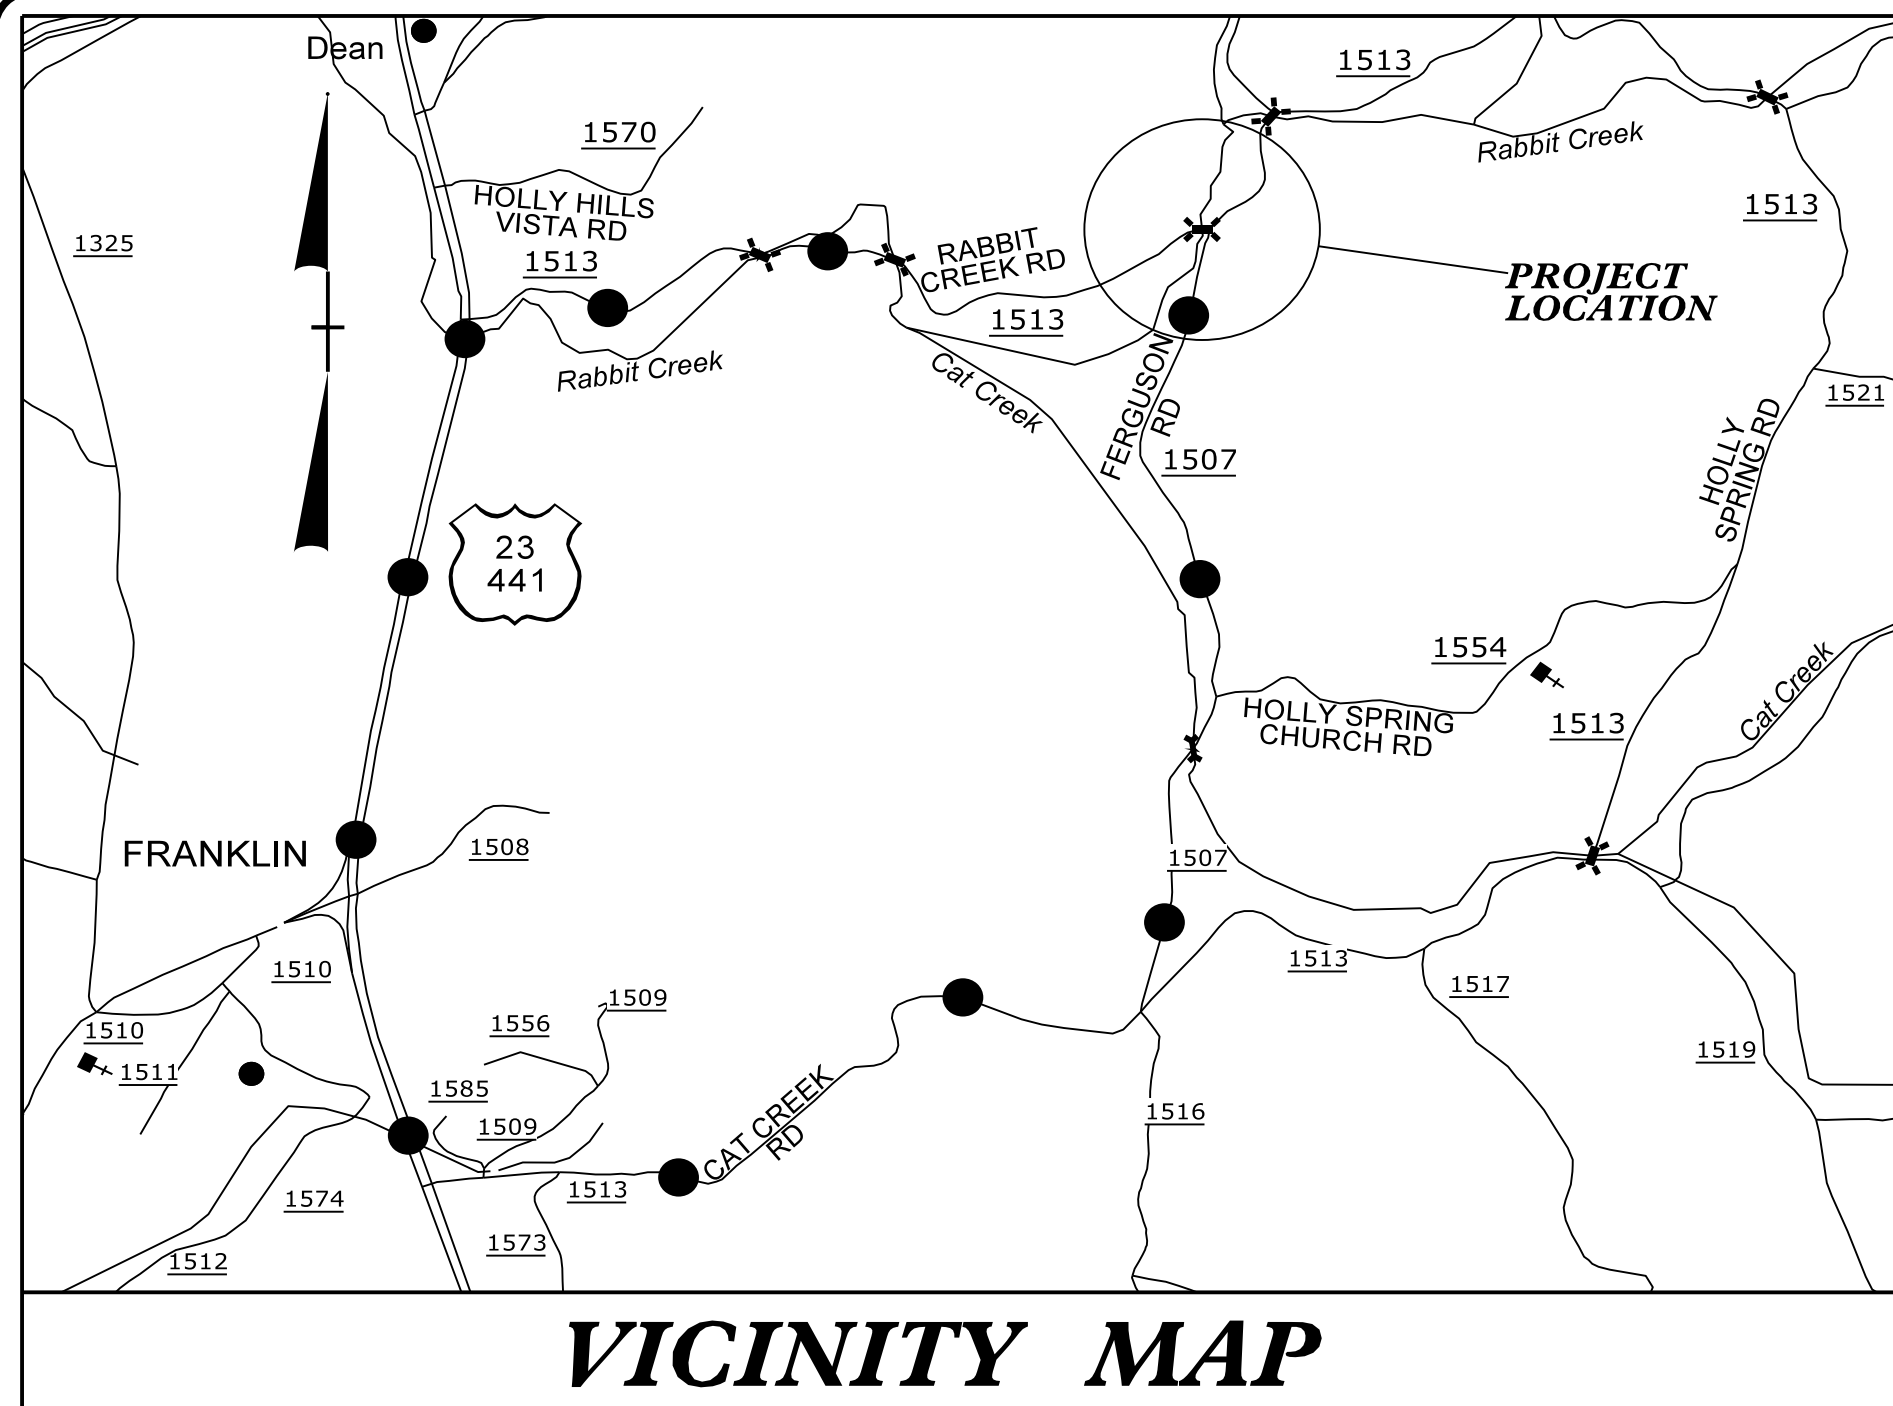 Dean
1513
1570
Rabbit Creek
HOLLY HILLS
VISTA RD
1513
1325
RABBIT
CREEK RD
1513
PROJECT
LOCATION
1513
Rabbit Creek
Cat Creek
FERGUSON
RD
1507
1521
HOLLY
SPRING RD
23
441
1554
Cat Creek
HOLLY SPRING
CHURCH RD
1513
FRANKLIN
1508
1507
1510
1513
1517
1509
1556
1510
1511
1585
1519
CAT CREEK
RD
1509
1516
1513
1574
1573
1512
VICINITY MAP